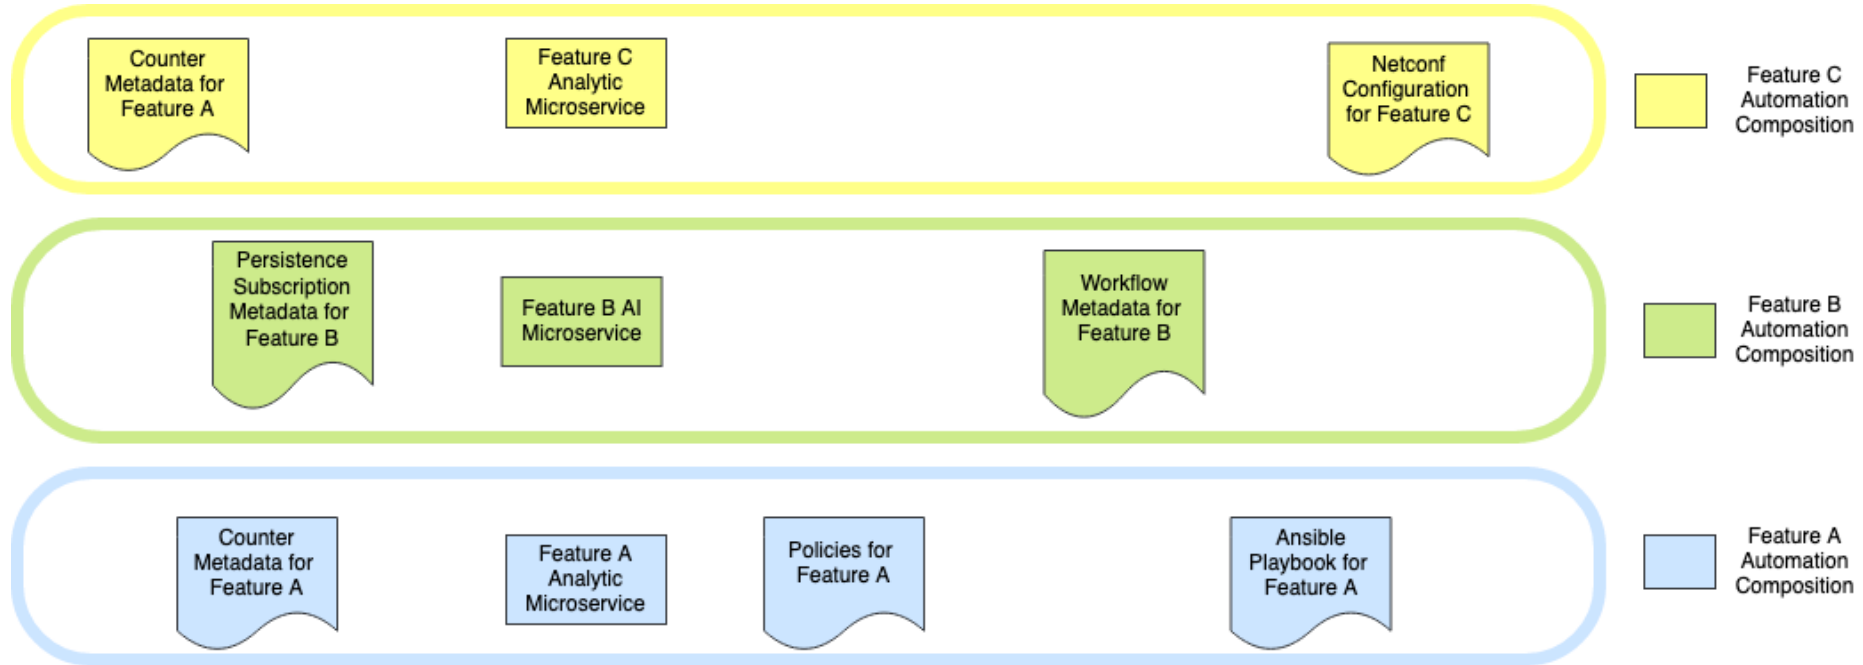 Counter
Metadata for
Feature A
Feature C
Analytic
Microservice
Netconf
Configuration
for Feature C
Feature C
Automation
Composition
Persistence
Subscription
Metadata for
Feature B
Feature B AI
Microservice
Workflow
Metadata for
Feature B
Feature B
Automation
Composition
Counter
Metadata for
Feature A
Feature A
Analytic
Microservice
Policies for
Feature A
Ansible
Playbook for
Feature A
Feature A
Automation
Composition